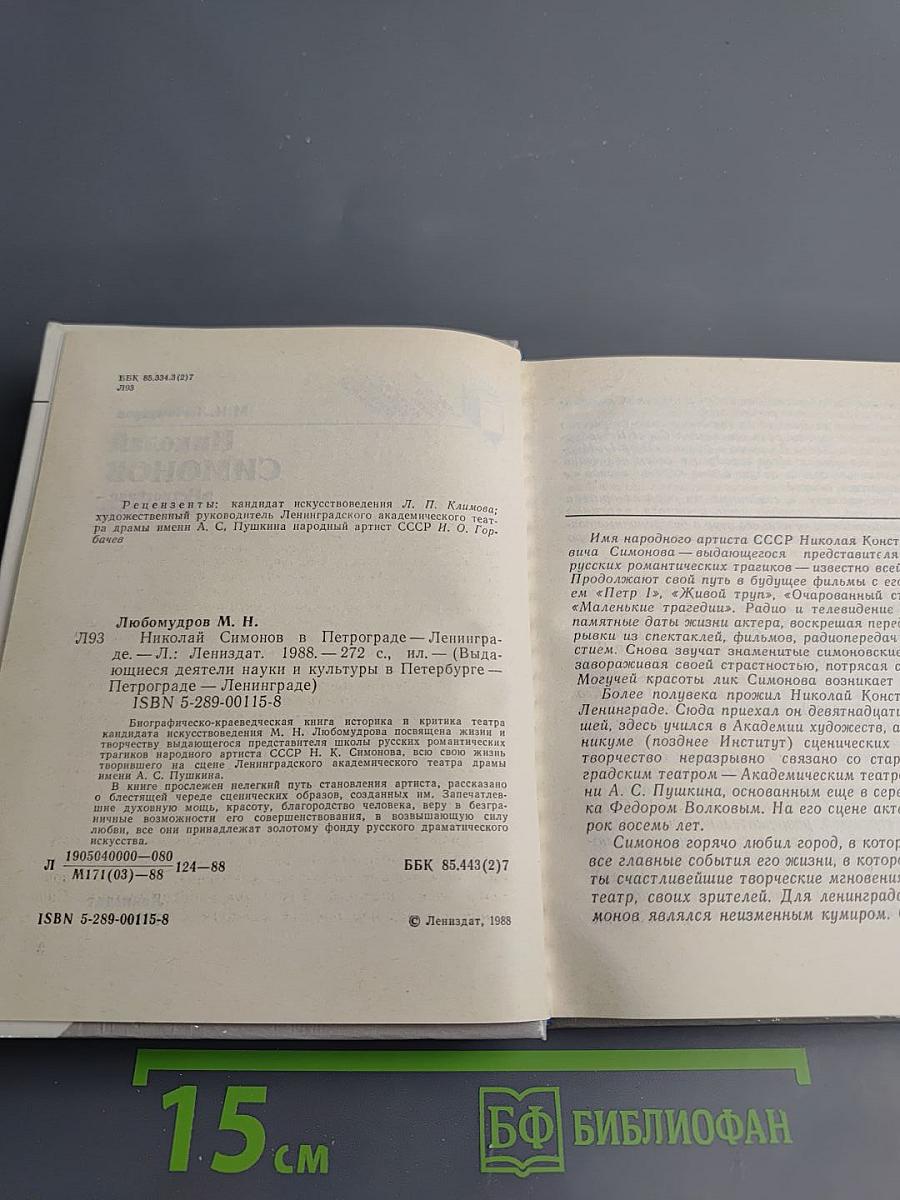 ББК 85.334.3(2)7
Л93
Рецензенты: кандидат искусствоведения Л. П. Климова;
художественный руководитель Ленинградского академического теат-
ра драмы имени А. С. Пушкина народный артист СССР И. О. Гор-
бачев
Любомудров М. Н.
Л93 Николай Симонов в Петрограде — Ленингра-
де. — Л.: Лениздат. 1988. — 272 с., ил. — (Выда-
ющиеся деятели науки и культуры в Петербурге —
Петрограде — Ленинграде)
ISBN 5-289-00115-8
Биографическо-краеведческая книга историка и критика театра
кандидата искусствоведения М. Н. Любомудрова посвящена жизни и
творчеству выдающегося представителя школы русских романтических
трагиков народного артиста СССР Н. К. Симонова, всю свою жизнь
творившего на сцене Ленинградского академического театра драмы
имени А. С. Пушкина.
В книге прослежен нелегкий путь становления артиста, рассказано
о блестящей череде сценических образов, созданных им. Запечатлев-
шие духовную мощь, красоту, благородство человека, веру в безгра-
ничные возможности его совершенствования, в возвышающую силу
любви, все они принадлежат золотому фонду русского драматического
искусства.
Л 1905040000—080
М171(03)—88 124—88 ББК 85.443(2)7
ISBN 5-289-00115-8 © Лениздат, 1988
Имя народного артиста СССР Николая Конст
вича Симонова — выдающегося представителя
русских романтических трагиков — известно всей
Продолжают свой путь в будущее фильмы с его
ем «Петр I», «Живой труп», «Очарованный ст
«Маленькие трагедии». Радио и телевидение
памятные даты жизни актера, воскрешая перед
рывки из спектаклей, фильмов, радиопередач
стием. Снова звучат знаменитые симоновские
завораживая своей страстностью, потрясая с
Могучей красоты лик Симонова возникает
Более полувека прожил Николай Конст
Ленинграде. Сюда приехал он девятнадцати
шей, здесь учился в Академии художеств, а
никуме (позднее Институт) сценических
творчество неразрывно связано со стар
градским театром — Академическим театро
ни А. С. Пушкина, основанным еще в сере
ка Федором Волковым. На его сцене акте
рок восемь лет.
Симонов горячо любил город, в котор
все главные события его жизни, в которо
ты счастливейшие творческие мгновения
театр, своих зрителей. Для ленинградс
монов являлся неизменным кумиром. С
15 см
БФ БИБЛИОФАН